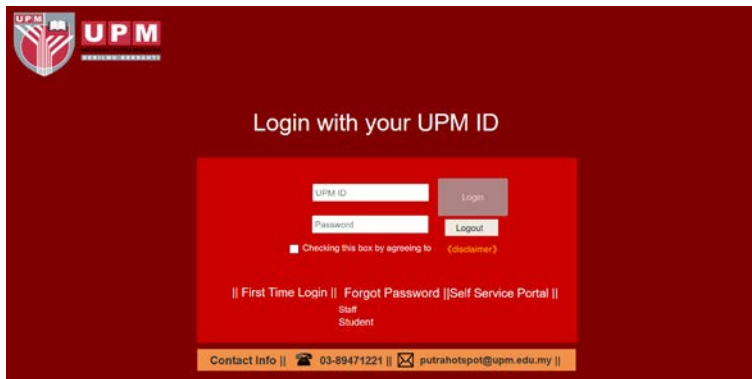 UPM
UPM
BERILMU BERBAKTI
Login with your UPM ID
UPM ID
Login
Password
Logout
Checking this box by agreeing to 《disclaimer》
|| First Time Login || Forgot Password ||Self Service Portal ||
Staff
Student
Contact Info || 03-89471221 || putrahotspot@upm.edu.my ||